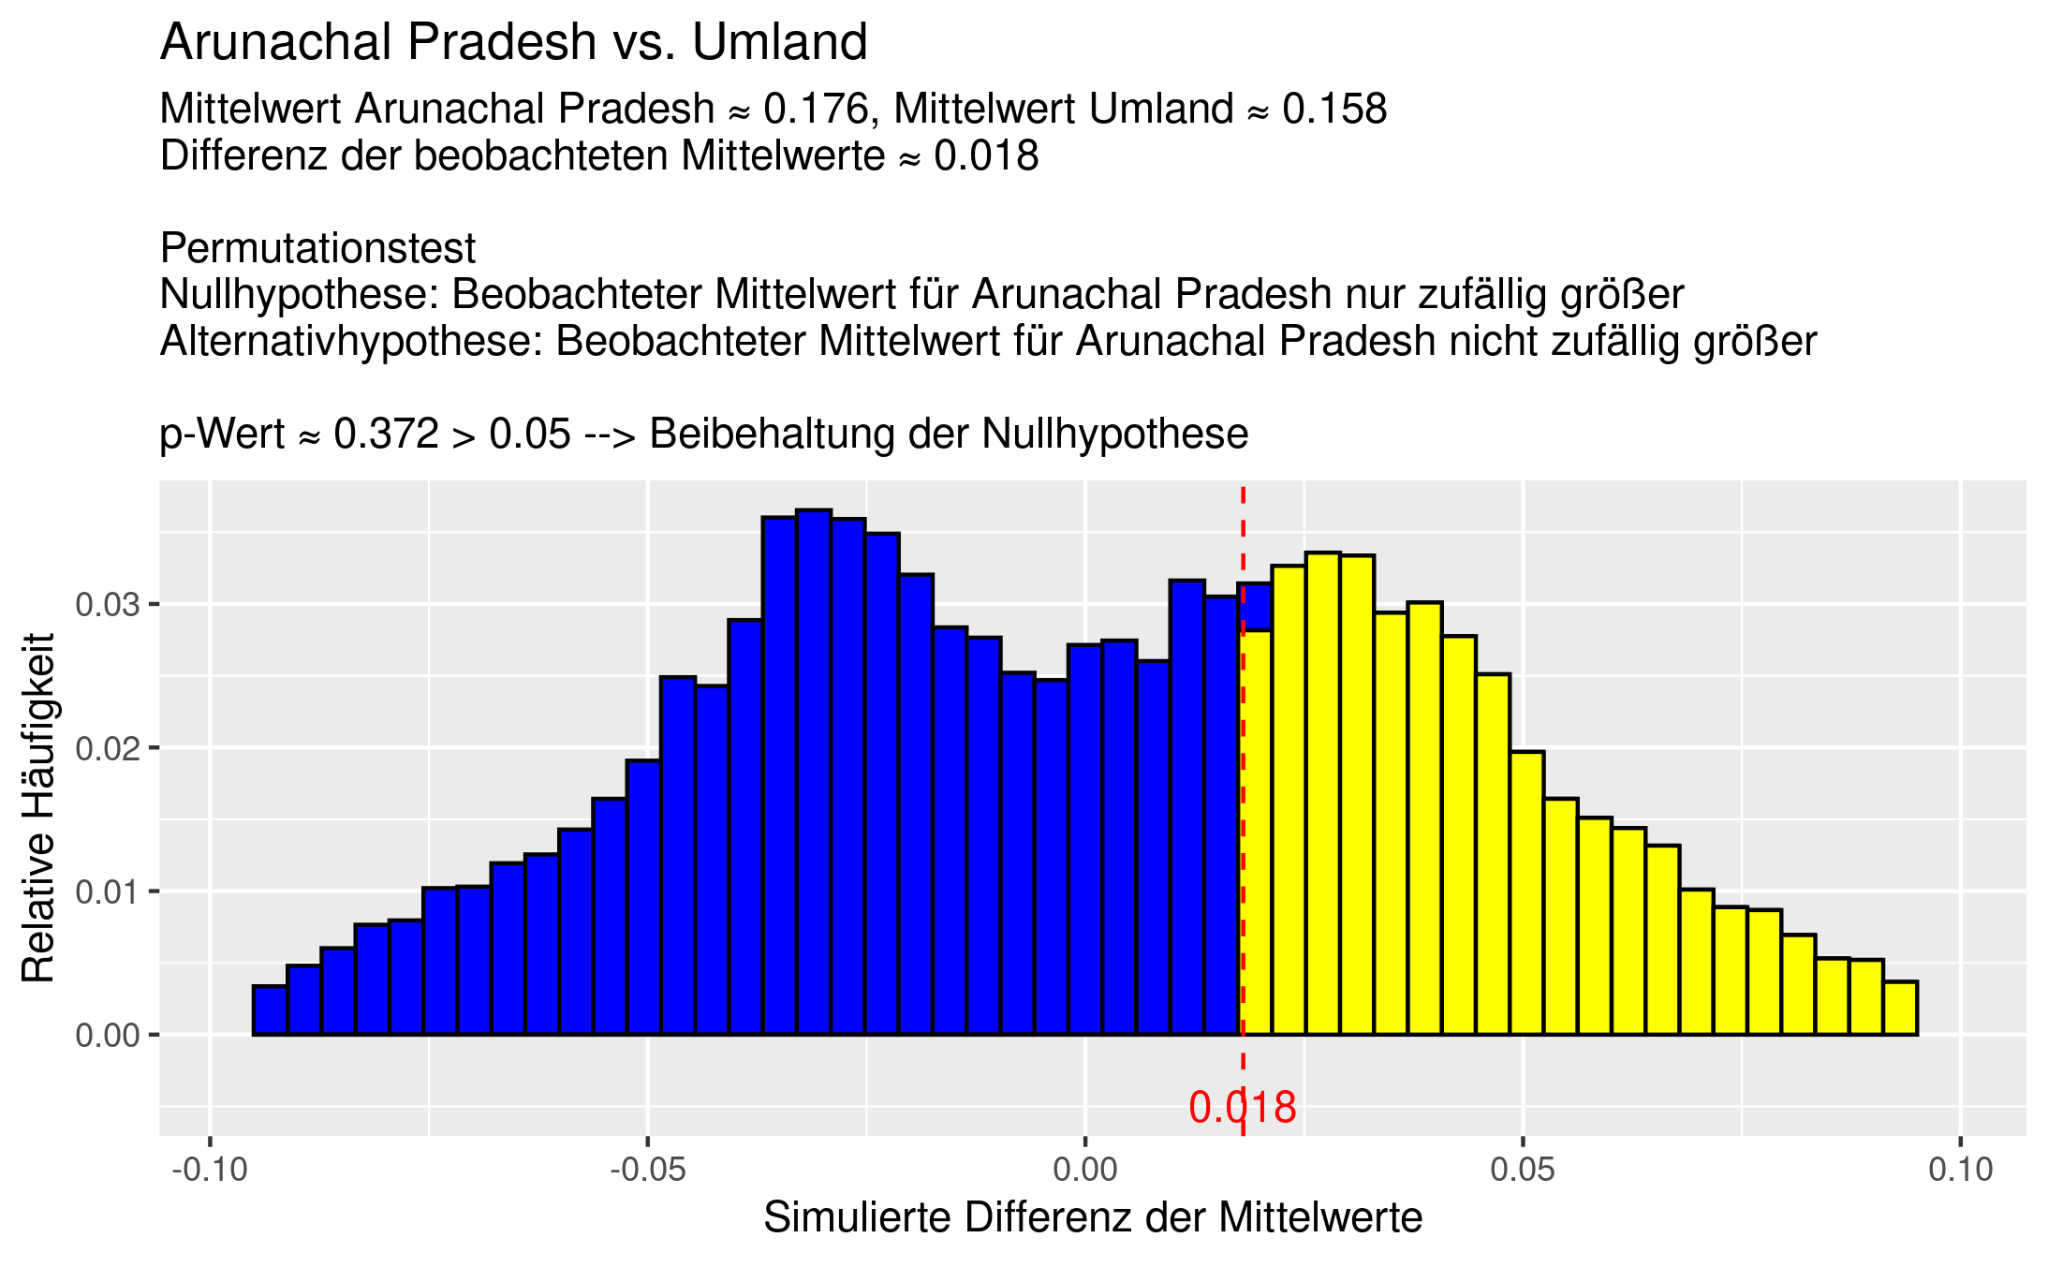 Arunachal Pradesh vs. Umland
Mittelwert Arunachal Pradesh ≈ 0.176, Mittelwert Umland ≈ 0.158
Differenz der beobachteten Mittelwerte ≈ 0.018
Permutationstest
Nullhypothese: Beobachteter Mittelwert für Arunachal Pradesh nur zufällig größer
Alternativhypothese: Beobachteter Mittelwert für Arunachal Pradesh nicht zufällig größer
p-Wert ≈ 0.372 > 0.05 --> Beibehaltung der Nullhypothese
Relative Häufigkeit
0.03
0.02
0.01
0.00
0.018
-0.10 -0.05 0.00 0.05 0.10
Simulierte Differenz der Mittelwerte